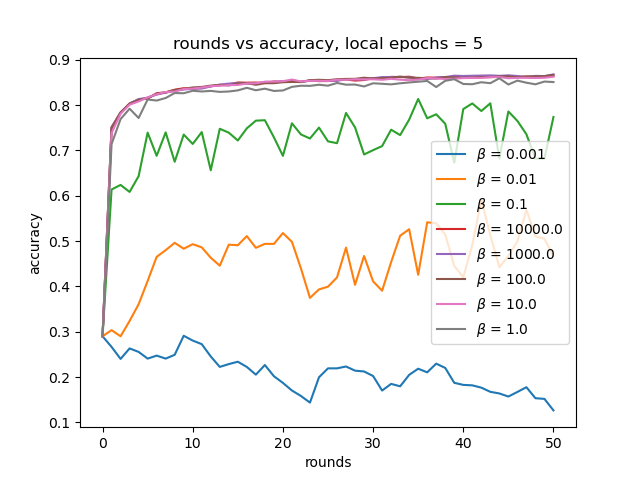 rounds vs accuracy, local epochs = 5
accuracy
0.9
0.8
0.7
0.6
0.5
0.4
0.3
0.2
0.1
β = 0.001
β = 0.01
β = 0.1
β = 10000.0
β = 1000.0
β = 100.0
β = 10.0
β = 1.0
0 10 20 30 40 50
rounds